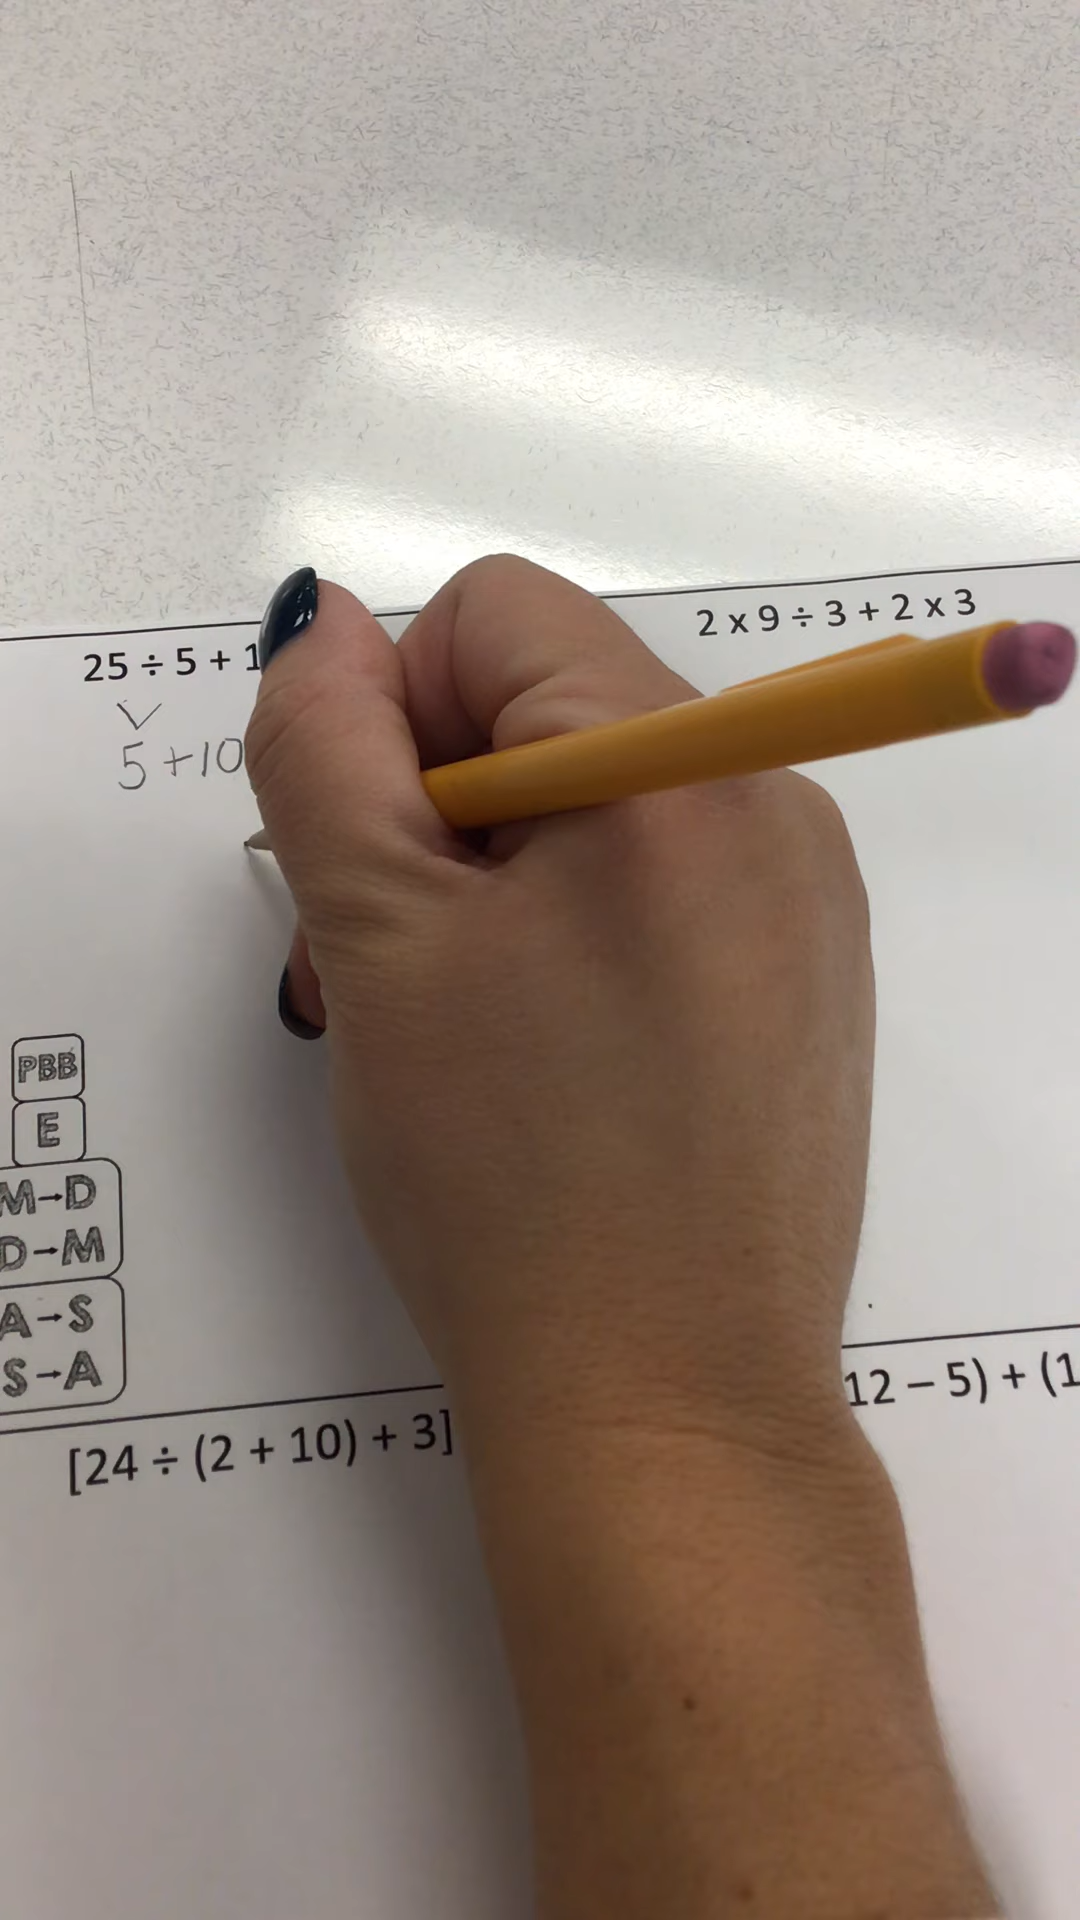 25 ÷ 5 + 1
2 x 9 ÷ 3 + 2 x 3
5 + 10
PBB
E
M→D
D→M
A→S
S→A
[24 ÷ (2 + 10) + 3]
12 – 5) + (1